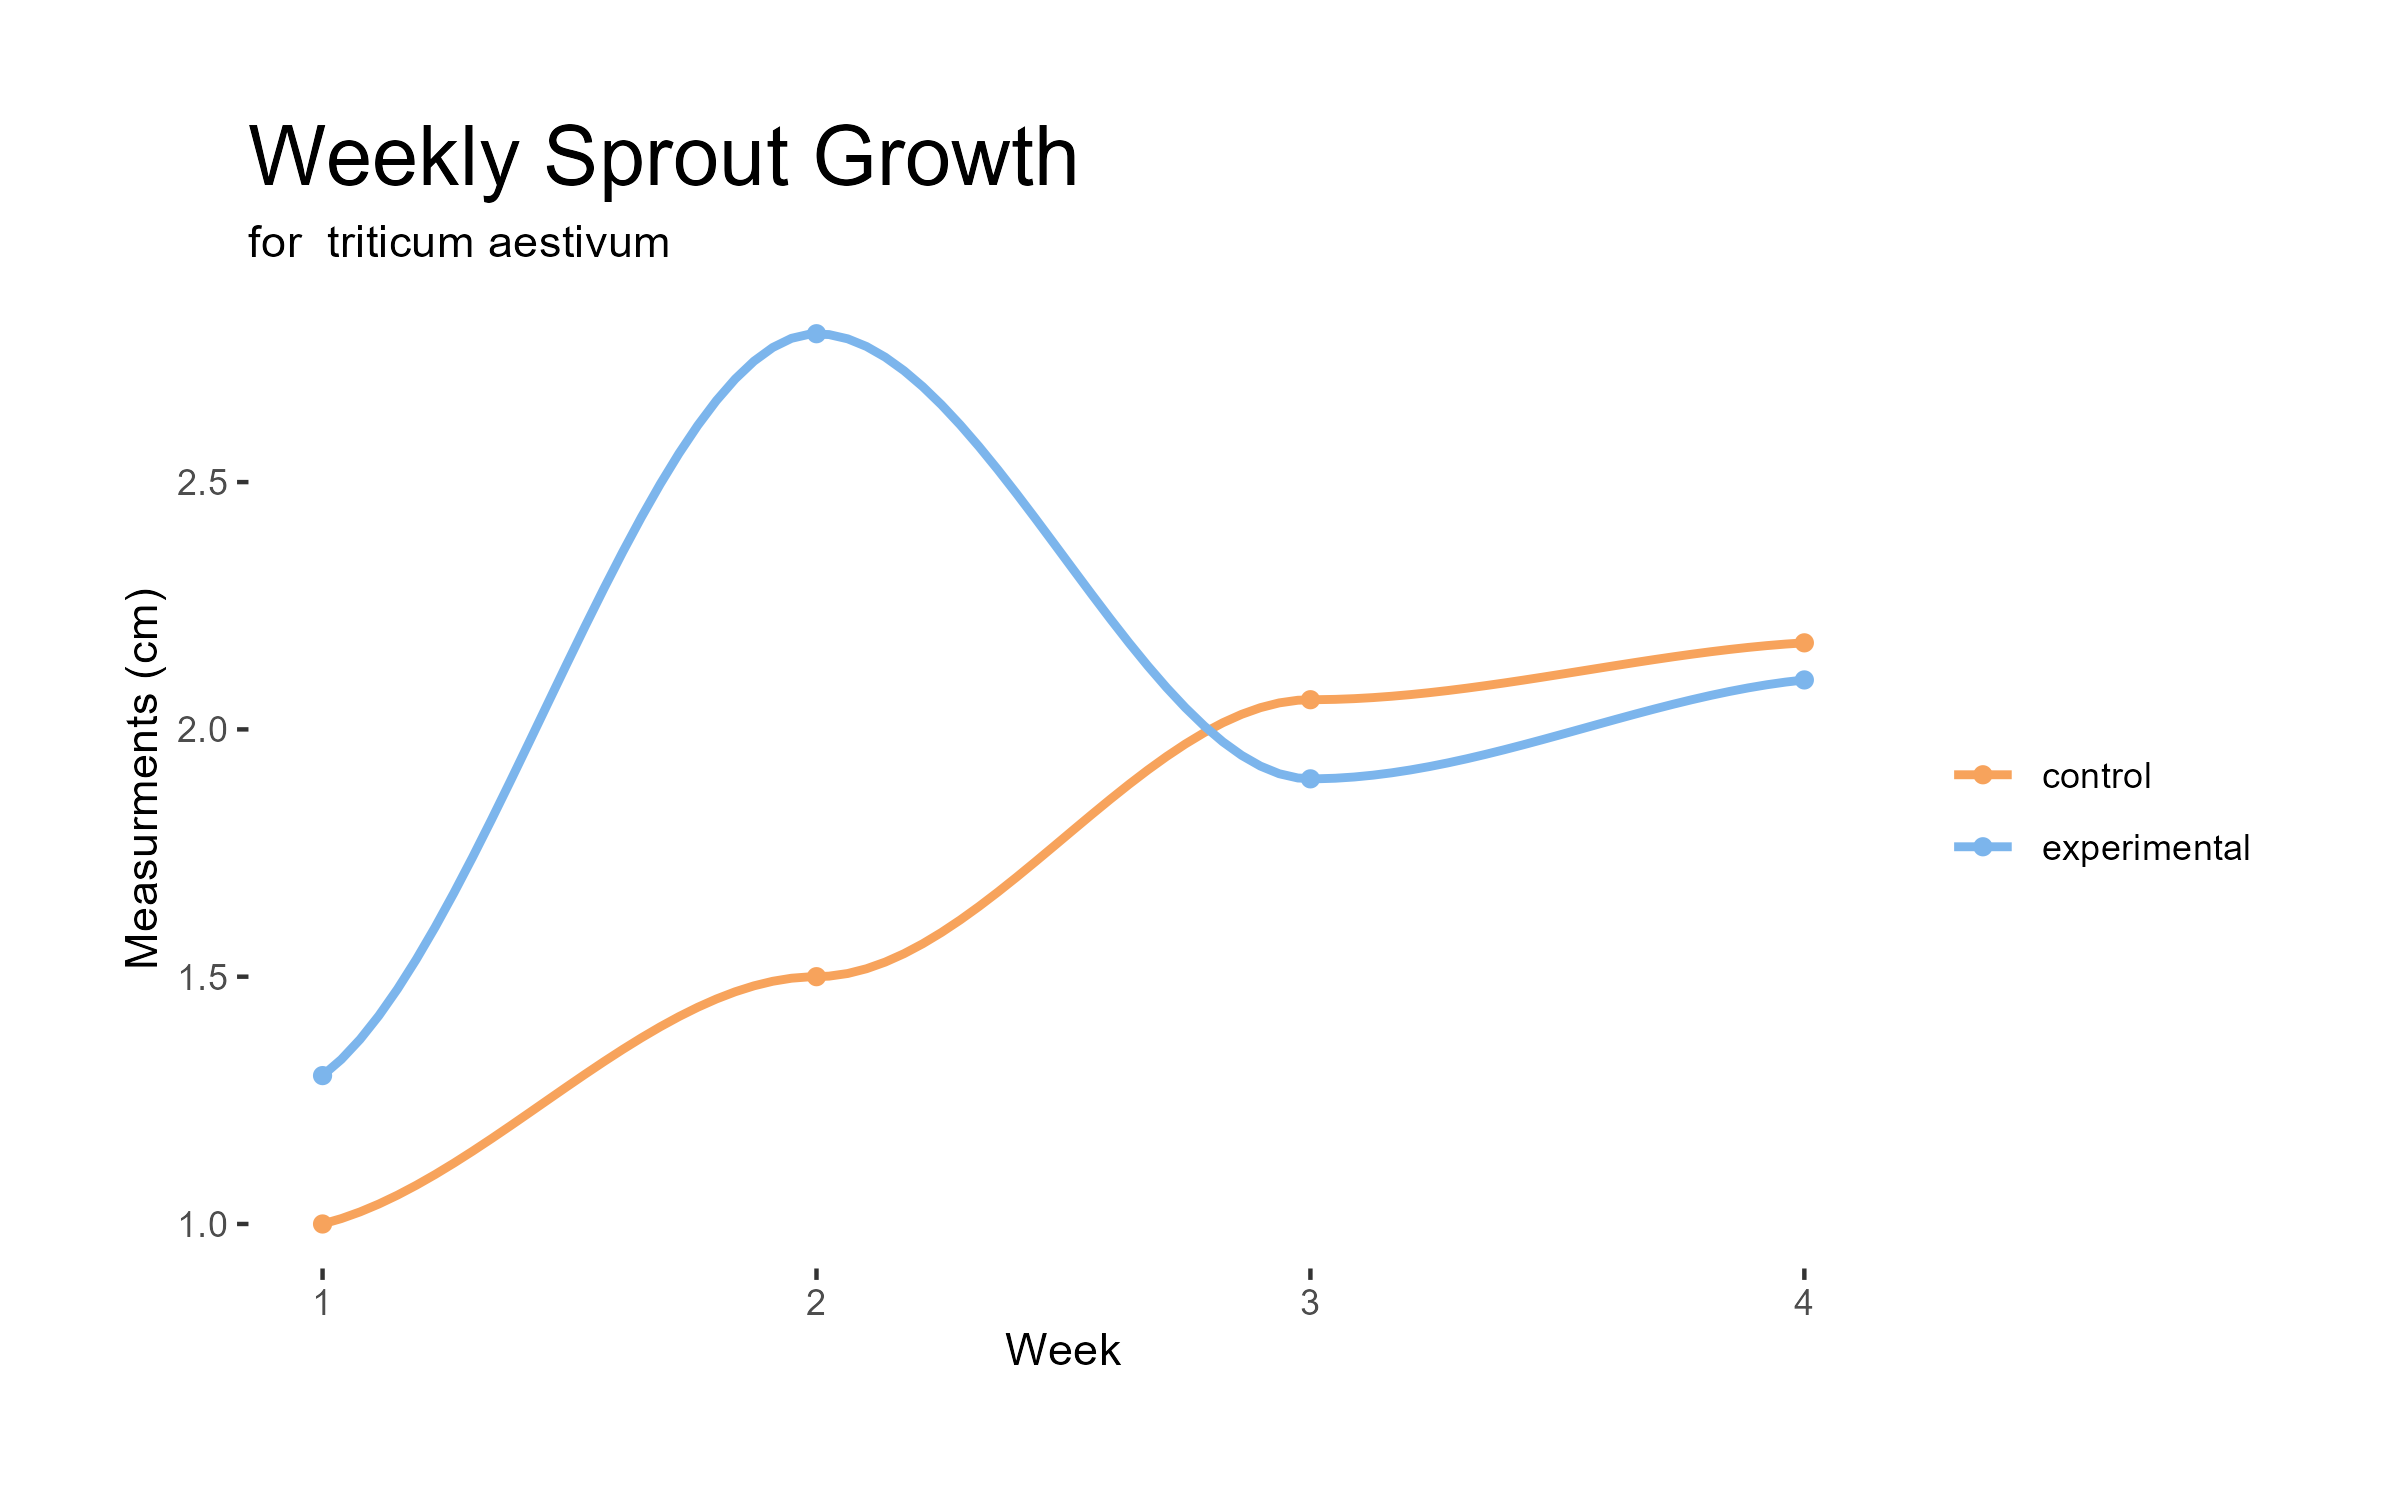 Weekly Sprout Growth
for  triticum aestivum
Measurments (cm)
2.5
2.0
1.5
1.0
1
2
3
4
Week
control
experimental